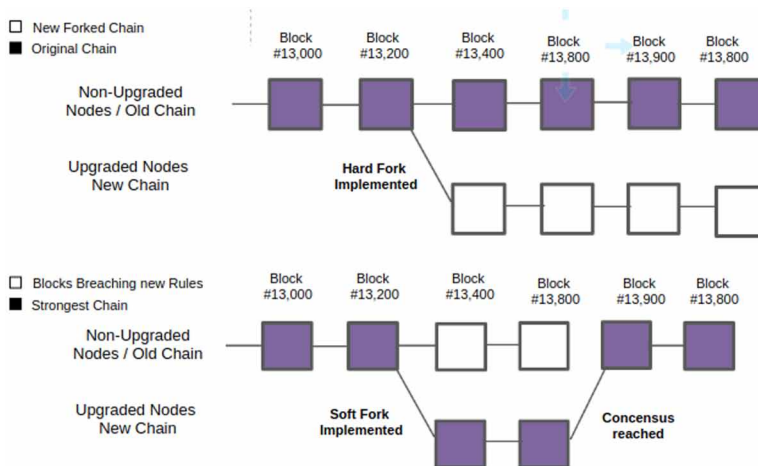 New Forked Chain
Original Chain
Block
#13,000
Block
#13,200
Block
#13,400
Block
#13,800
Block
#13,900
Block
#13,800
Non-Upgraded
Nodes / Old Chain
Upgraded Nodes
New Chain
Hard Fork
Implemented
Blocks Breaching new Rules
Strongest Chain
Block
#13,000
Block
#13,200
Block
#13,400
Block
#13,800
Block
#13,900
Block
#13,800
Non-Upgraded
Nodes / Old Chain
Upgraded Nodes
New Chain
Soft Fork
Implemented
Concensus
reached